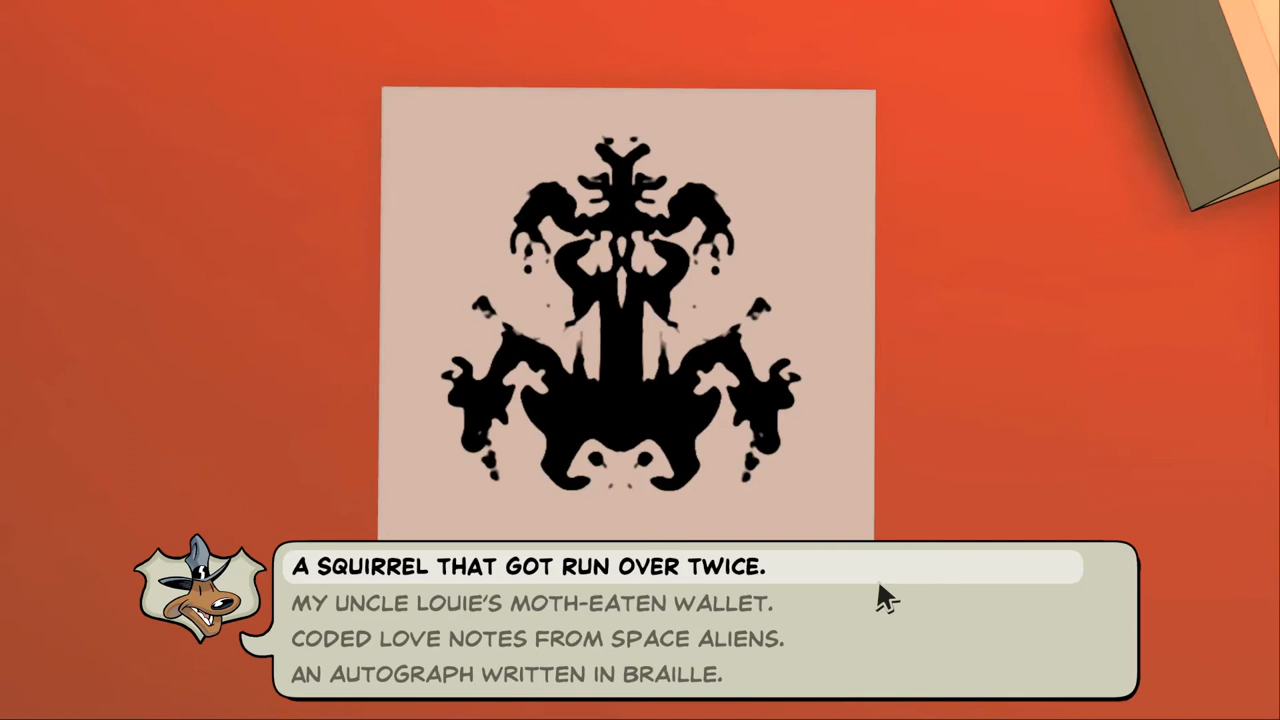 A SQUIRREL THAT GOT RUN OVER TWICE.
MY UNCLE LOUIE'S MOTH-EATEN WALLET.
CODED LOVE NOTES FROM SPACE ALIENS.
AN AUTOGRAPH WRITTEN IN BRAILLE.